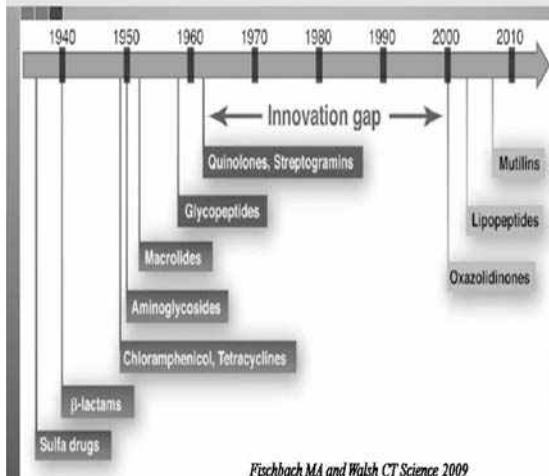 1940 1950 1960 1970 1980 1990 2000 2010
Innovation gap
Quinolones, Streptogramins
Mutilins
Glycopeptides
Lipopeptides
Macrolides
Oxazolidinones
Aminoglycosides
Chloramphenicol, Tetracyclines
β-lactams
Sulfa drugs
Fischbach MA and Walsh CT Science 2009